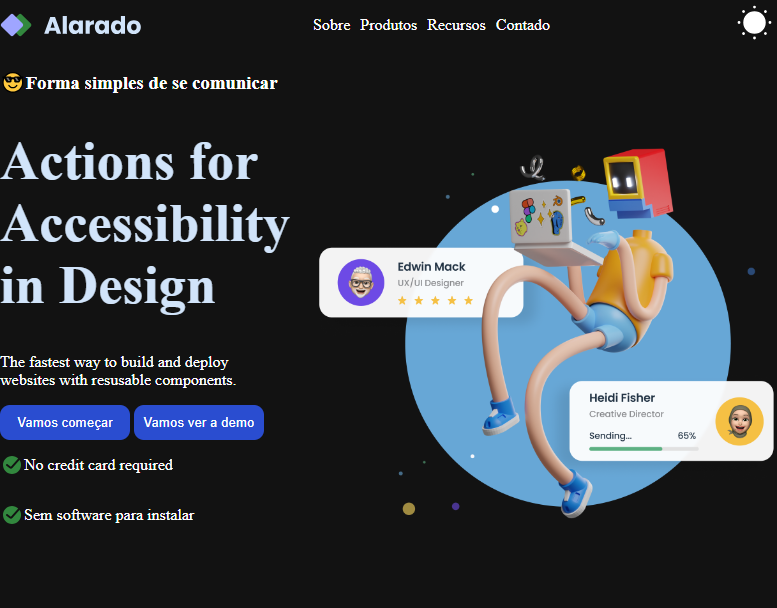 Alarado
Sobre Produtos Recursos Contado
Forma simples de se comunicar
Actions for
Accessibility
in Design
Edwin Mack
UX/UI Designer
The fastest way to build and deploy
websites with resusable components.
Heidi Fisher
Creative Director
Sending... 65%
Vamos começar Vamos ver a demo
No credit card required
Sem software para instalar